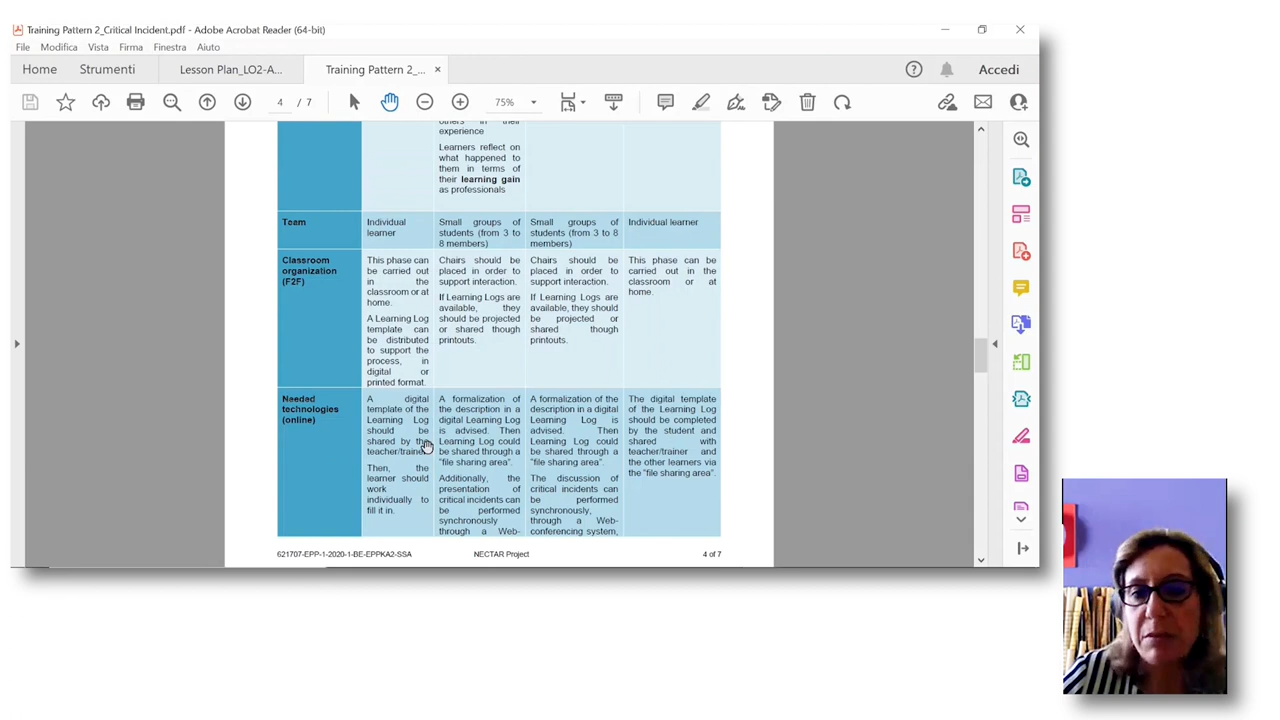 Training Pattern 2_Critical Incident.pdf - Adobe Acrobat Reader (64-bit)
File Modifica Vista Firma Finestra Aiuto
Home Strumenti Lesson Plan_LO2-A... Training Pattern 2_... × Accedi
4 / 7 75%
others in their
experience
Learners reflect on
what happened to
them in terms of
their learning gain
as professionals
Team
Individual
learner
Small groups of
students (from 3 to
8 members)
Small groups of
students (from 3 to
8 members)
Individual learner
Classroom
organization
(F2F)
This phase can
be carried out
in the
classroom or at
home.
A Learning Log
template can
be distributed
to support the
process, in
digital or
printed format.
Chairs should be
placed in order to
support interaction.
If Learning Logs are
available, they
should be projected
or shared though
printouts.
Chairs should be
placed in order to
support interaction.
If Learning Logs are
available, they
should be projected
or shared though
printouts.
This phase can be
carried out in the
classroom or at
home.
Needed
technologies
(online)
A digital
template of the
Learning Log
should be
shared by the
teacher/trainer.
Then, the
learner should
work
individually to
fill it in.
A formalization of
the description in a
digital Learning Log
is advised. Then
Learning Log could
be shared through a
"file sharing area".
Additionally, the
presentation of
critical incidents can
be performed
synchronously
through a Web-
A formalization of the
description in a digital
Learning Log is
advised. Then
Learning Log could
be shared through a
"file sharing area".
The discussion of
critical incidents can
be performed
synchronously,
through a Web-
conferencing system,
The digital template
of the Learning Log
should be completed
by the student and
shared with
teacher/trainer and
the other learners via
the "file sharing area".
621707-EPP-1-2020-1-BE-EPPKA2-SSA NECTAR Project 4 of 7